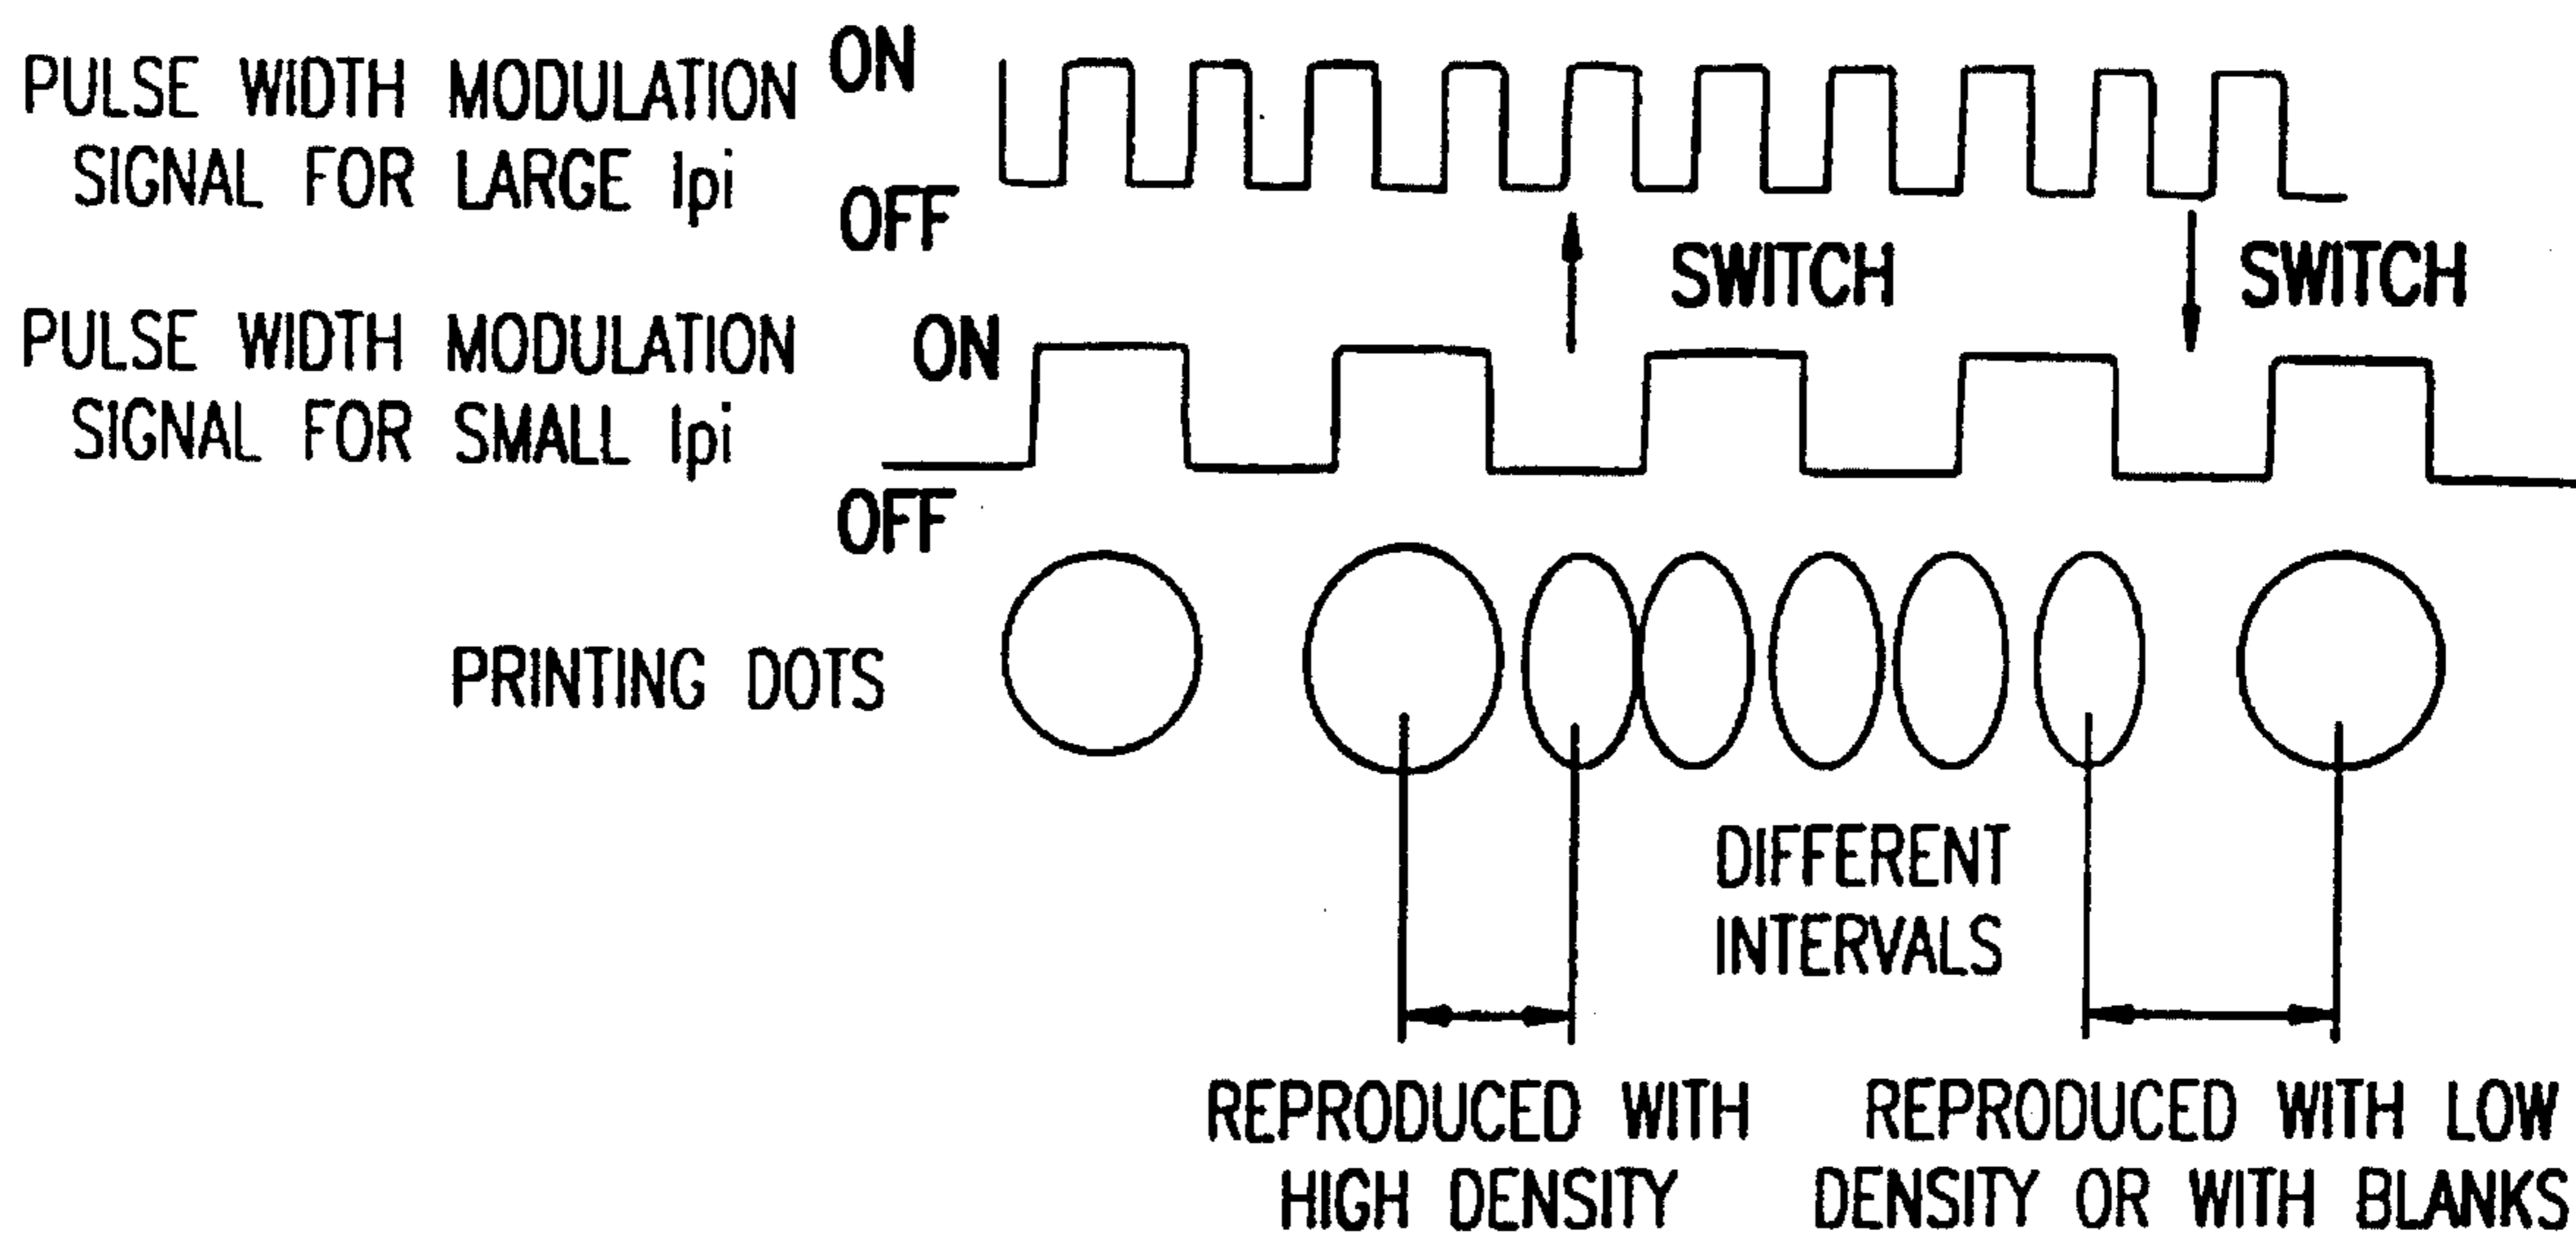 PULSE WIDTH MODULATION
SIGNAL FOR LARGE lpi
ON
OFF
SWITCH
SWITCH
PULSE WIDTH MODULATION
SIGNAL FOR SMALL lpi
ON
OFF
PRINTING DOTS
DIFFERENT
INTERVALS
REPRODUCED WITH
HIGH DENSITY
REPRODUCED WITH LOW
DENSITY OR WITH BLANKS